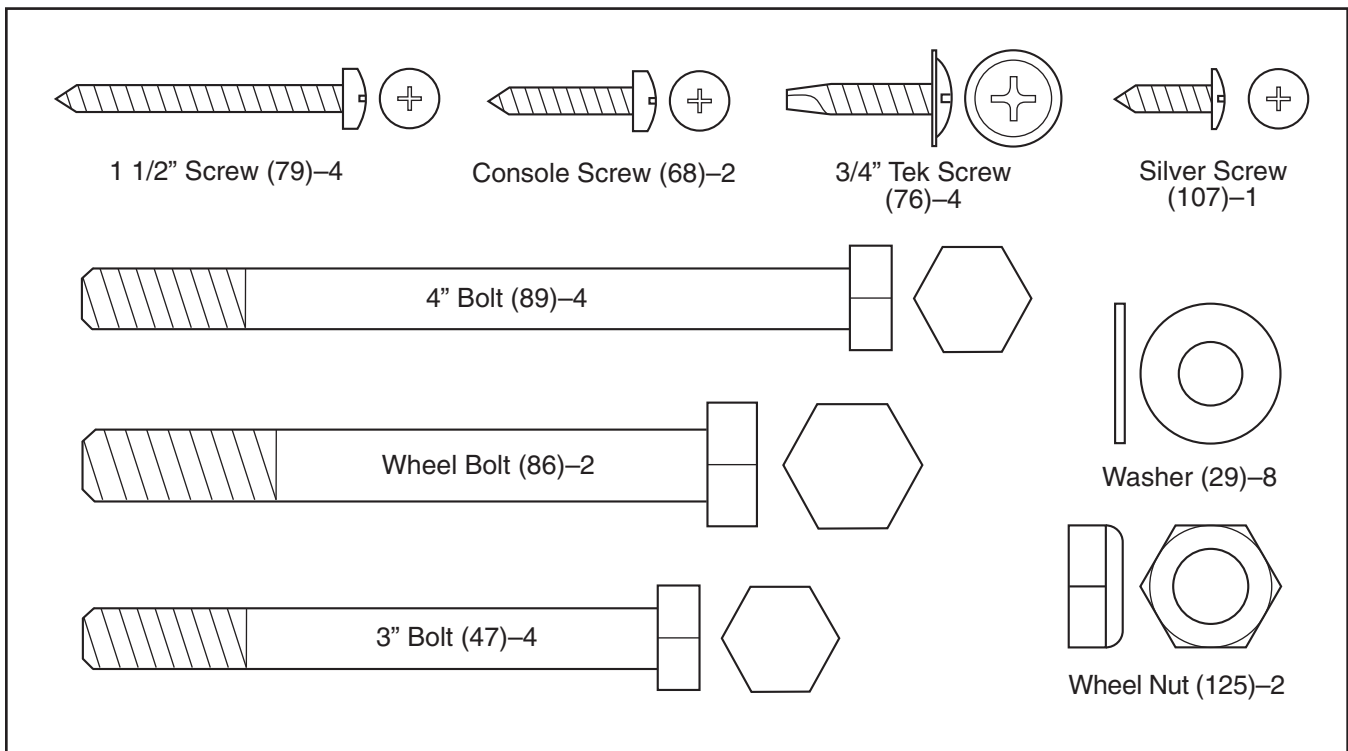 1 1/2” Screw (79)–4
Console Screw (68)–2
3/4” Tek Screw
(76)–4
Silver Screw
(107)–1
4” Bolt (89)–4
Washer (29)–8
Wheel Bolt (86)–2
3” Bolt (47)–4
Wheel Nut (125)–2